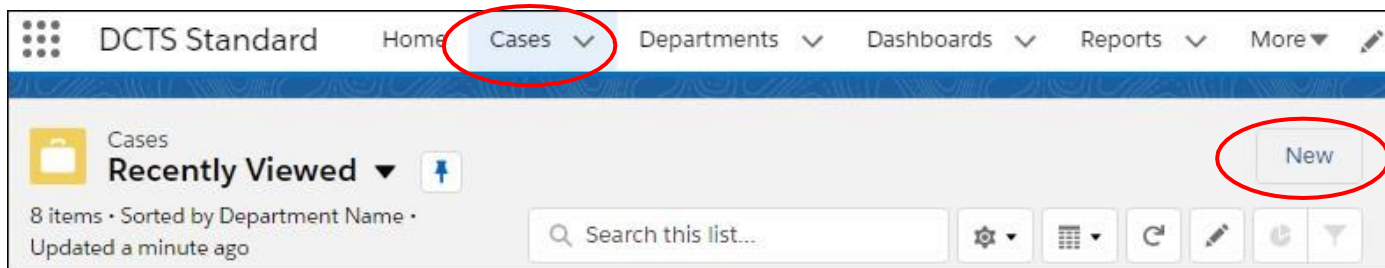 DCTS Standard Home Cases Departments Dashboards Reports More
Cases
Recently Viewed
New
8 items • Sorted by Department Name •
Updated a minute ago
Search this list...